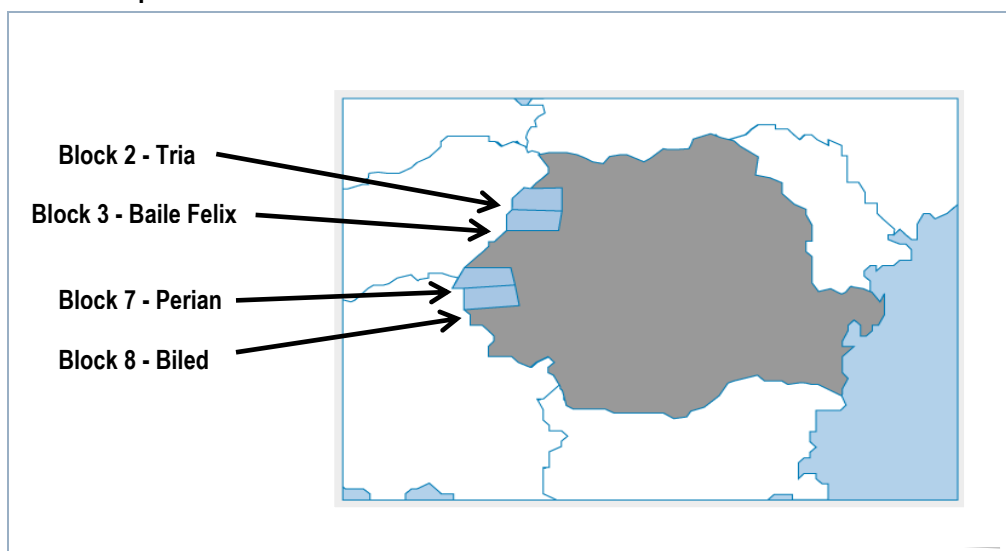 Block 2 - Tria
Block 3 - Baile Felix
Block 7 - Perian
Block 8 - Biled